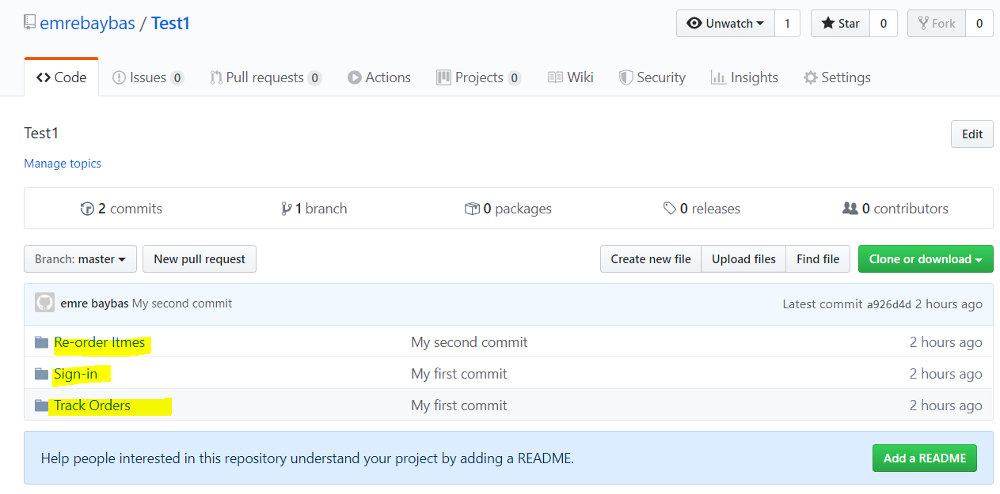 emrebaybas / Test1 Unwatch 1 Star 0 Fork 0
Code Issues 0 Pull requests 0 Actions Projects 0 Wiki Security Insights Settings
Test1 Edit
Manage topics
2 commits 1 branch 0 packages 0 releases 0 contributors
Branch: master New pull request Create new file Upload files Find file Clone or download
emre baybas My second commit Latest commit a926d4d 2 hours ago
Re-order Itmes My second commit 2 hours ago
Sign-in My first commit 2 hours ago
Track Orders My first commit 2 hours ago
Help people interested in this repository understand your project by adding a README. Add a README